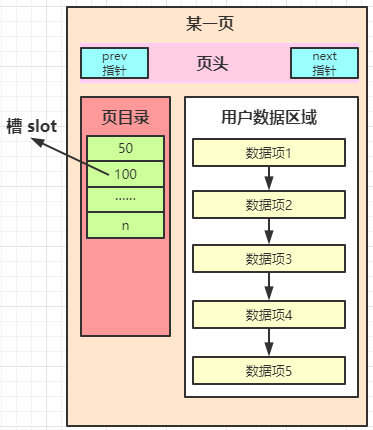 某一页
prev
指针
页头
next
指针
槽 slot
页目录
50
100
……
n
用户数据区域
数据项1
数据项2
数据项3
数据项4
数据项5